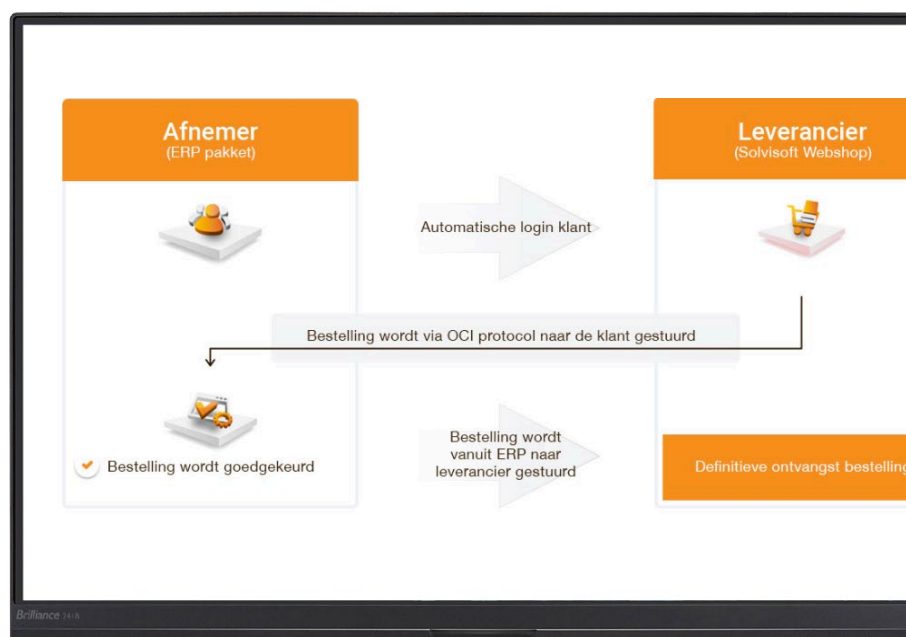 Afnemer
(ERP pakket)
Leverancier
(Solvisoft Webshop)
Automatische login klant
Bestelling wordt via OCI protocol naar de klant gestuurd
Bestelling wordt goedgekeurd
Bestelling wordt
vanuit ERP naar
leverancier gestuurd
Definitieve ontvangst bestelling
Brilliance